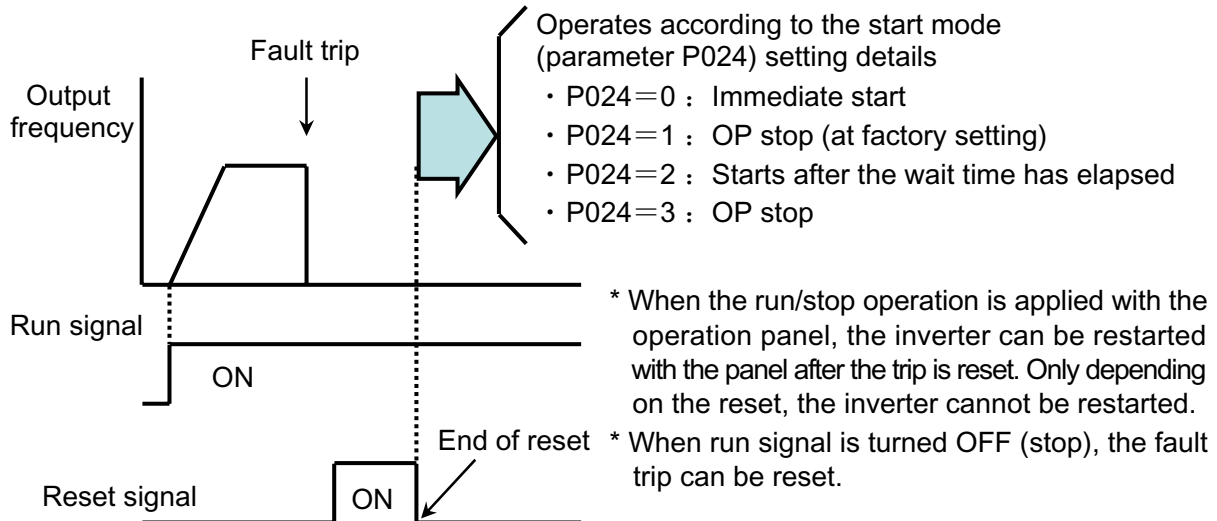 Fault trip
Output
frequency
Operates according to the start mode
(parameter P024) setting details
・P024＝0：Immediate start
・P024＝1：OP stop (at factory setting)
・P024＝2：Starts after the wait time has elapsed
・P024＝3：OP stop
Run signal
ON
* When the run/stop operation is applied with the
operation panel, the inverter can be restarted
with the panel after the trip is reset. Only depending
on the reset, the inverter cannot be restarted.
* When run signal is turned OFF (stop), the fault
trip can be reset.
End of reset
Reset signal
ON